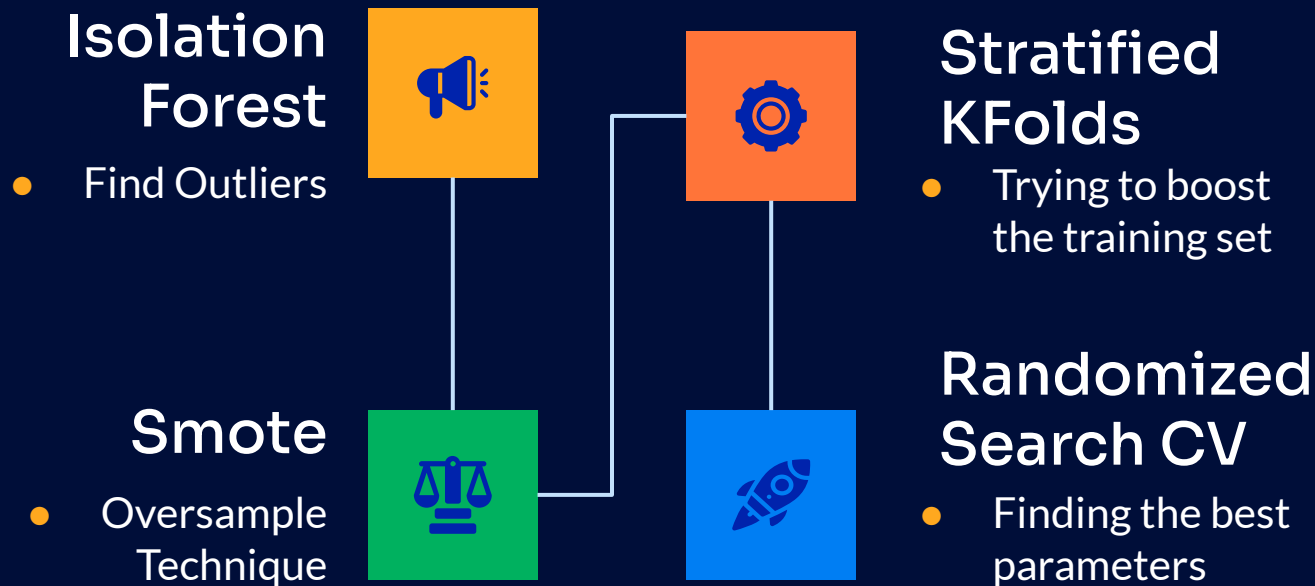 Isolation
Forest
● Find Outliers
Smote
● Oversample
Technique
Stratified
KFolds
● Trying to boost
the training set
Randomized
Search CV
● Finding the best
parameters